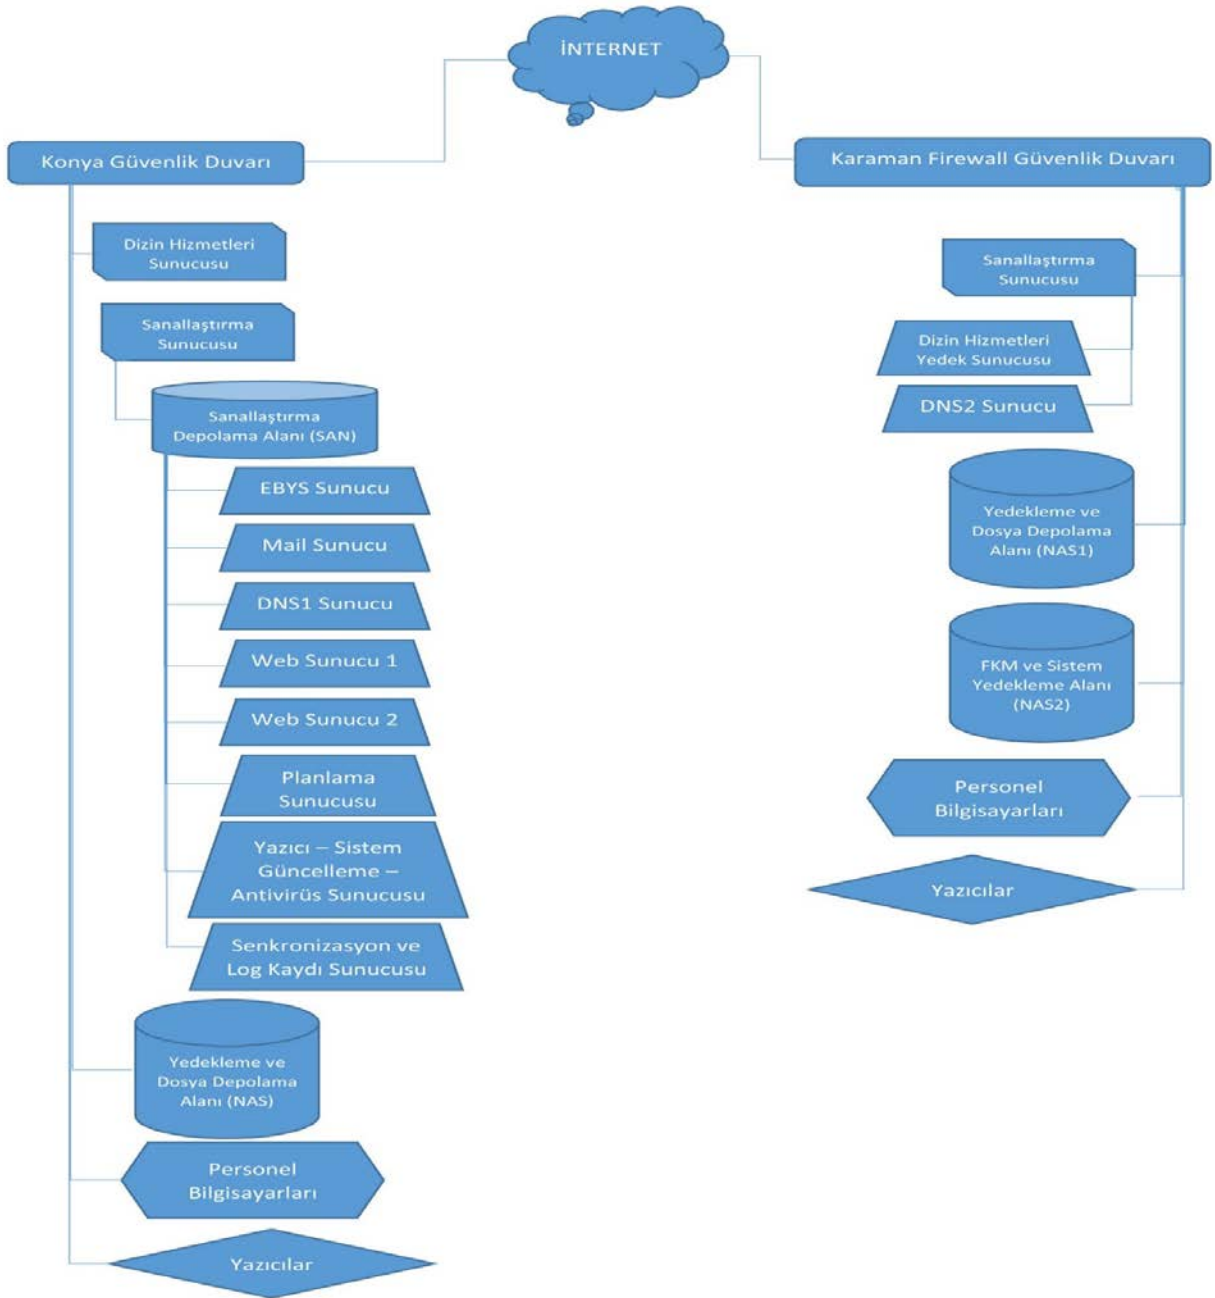 İNTERNET
Konya Güvenlik Duvarı
Dizin Hizmetleri
Sunucusu
Sanallaştırma
Sunucusu
Sanallaştırma
Depolama Alanı (SAN)
EBYS Sunucu
Mail Sunucu
DNS1 Sunucu
Web Sunucu 1
Web Sunucu 2
Planlama
Sunucusu
Yazıcı – Sistem
Güncelleme –
Antivirüs Sunucusu
Senkronizasyon ve
Log Kaydı Sunucusu
Yedekleme ve
Dosya Depolama
Alanı (NAS)
Personel
Bilgisayarları
Yazıcılar
Karaman Firewall Güvenlik Duvarı
Sanallaştırma
Sunucusu
Dizin Hizmetleri
Yedek Sunucusu
DNS2 Sunucu
Yedekleme ve
Dosya Depolama
Alanı (NAS1)
FKM ve Sistem
Yedekleme Alanı
(NAS2)
Personel
Bilgisayarları
Yazıcılar